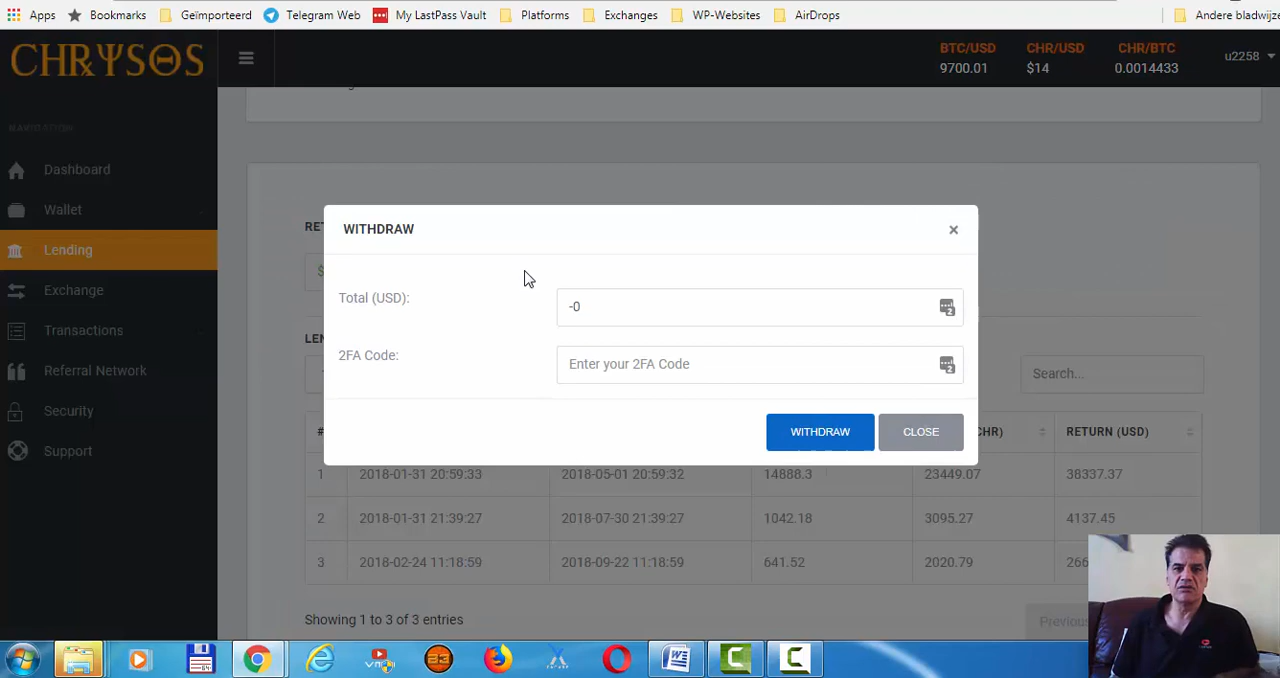 Apps Bookmarks Geïmporteerd Telegram Web My LastPass Vault Platforms Exchanges WP-Websites AirDrops Andere bladwijze
CHRYSOS BTC/USD CHR/USD CHR/BTC u2258
9700.01 $14 0.0014433
NAVIGATION
Dashboard
Wallet
Lending
Exchange
Transactions
Referral Network
Security
Support
RET
$
WITHDRAW ×
Total (USD): -0
2FA Code: Enter your 2FA Code
WITHDRAW CLOSE
LEN
Search...
# CHR) RETURN (USD)
1 2018-01-31 20:59:33 2018-05-01 20:59:32 14888.3 23449.07 38337.37
2 2018-01-31 21:39:27 2018-07-30 21:39:27 1042.18 3095.27 4137.45
3 2018-02-24 11:18:59 2018-09-22 11:18:59 641.52 2020.79 266
Showing 1 to 3 of 3 entries Previous